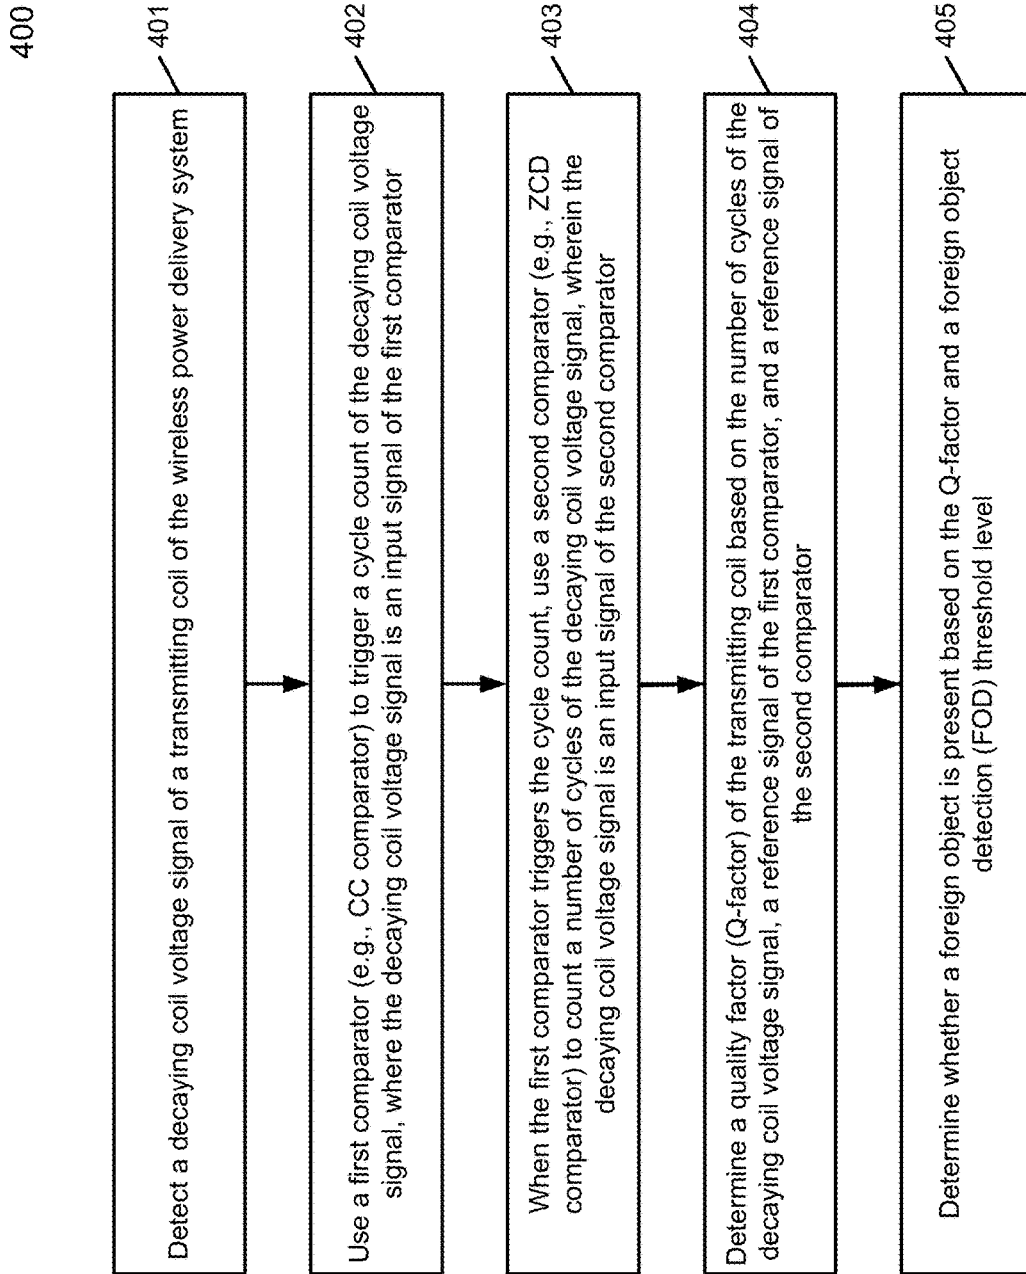 400
401
Detect a decaying coil voltage signal of a transmitting coil of the wireless power delivery system
402
Use a first comparator (e.g., CC comparator) to trigger a cycle count of the decaying coil voltage
signal, where the decaying coil voltage signal is an input signal of the first comparator
403
When the first comparator triggers the cycle count, use a second comparator (e.g., ZCD
comparator) to count a number of cycles of the decaying coil voltage signal, wherein the
decaying coil voltage signal is an input signal of the second comparator
404
Determine a quality factor (Q-factor) of the transmitting coil based on the number of cycles of the
decaying coil voltage signal, a reference signal of the first comparator, and a reference signal of
the second comparator
405
Determine whether a foreign object is present based on the Q-factor and a foreign object
detection (FOD) threshold level